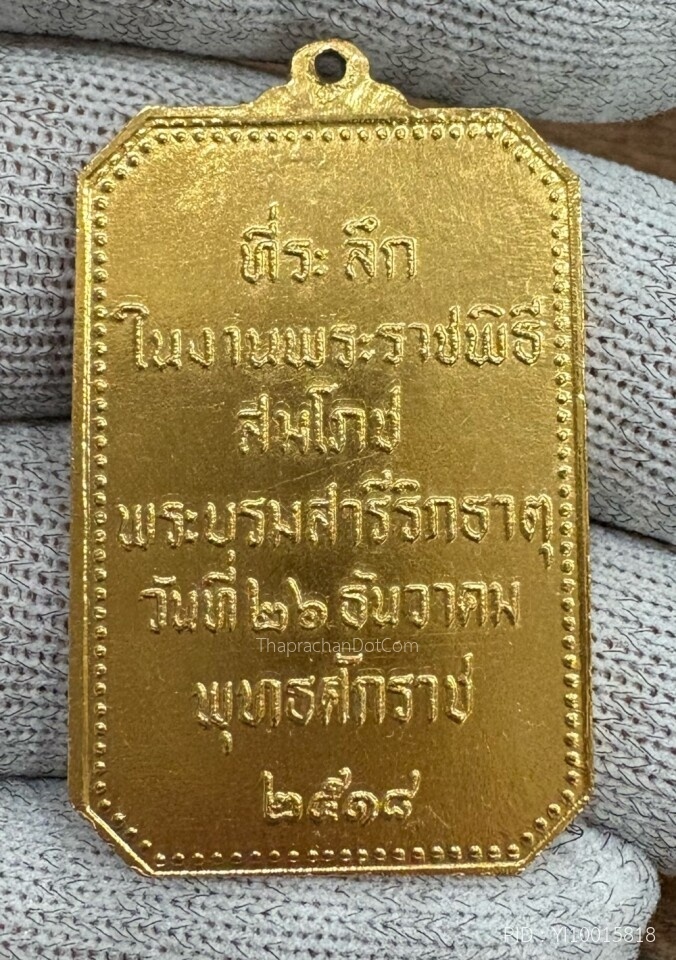 ที่ระลึก
ในงานพระราชพิธี
สมโภช
พระบรมสารีริกธาตุ
วันที่ ๒๖ ธันวาคม
ThaprachanDotCom
พุทธศักราช
๒๕๑๘
PID : YI10015818